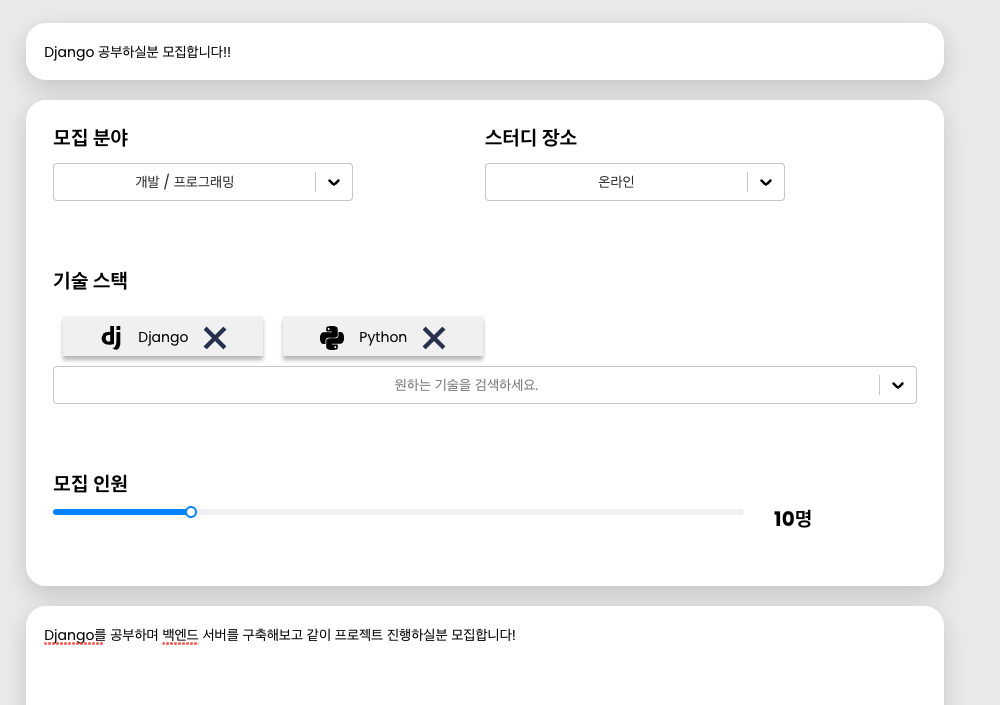 Django 공부하실분 모집합니다!!
모집 분야
스터디 장소
개발 / 프로그래밍
온라인
기술 스택
dj Django
Python
원하는 기술을 검색하세요.
모집 인원
10명
Django를 공부하며 백엔드 서버를 구축해보고 같이 프로젝트 진행하실분 모집합니다!